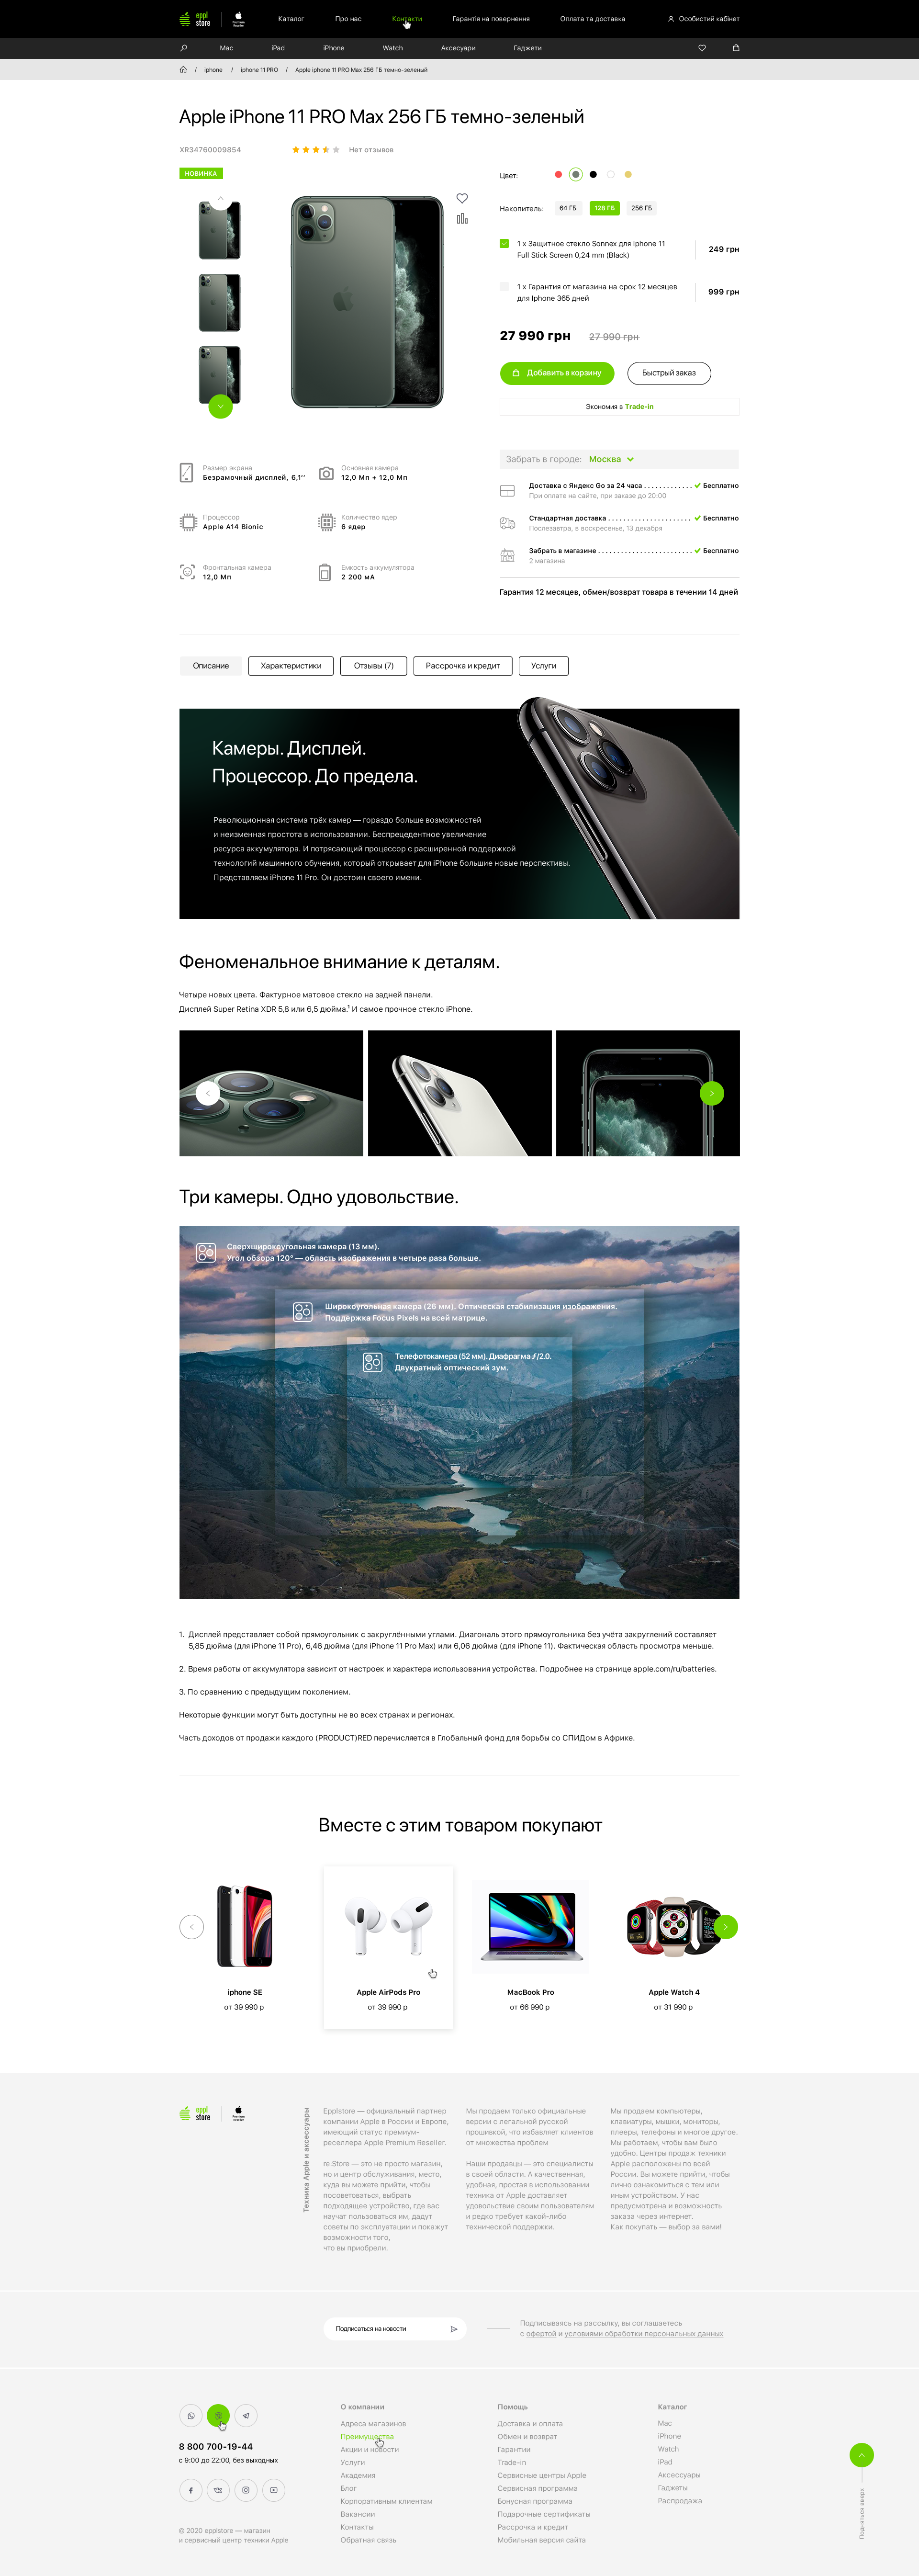 eppl
store
Premium
Reseller
Каталог
Про нас
Контакти
Гарантія на повернення
Оплата та доставка
Особистий кабінет
Mac
iPad
iPhone
Watch
Аксесуари
Гаджети
/ iphone / iphone 11 PRO / Apple iphone 11 PRO Max 256 ГБ темно-зеленый
Apple iPhone 11 PRO Max 256 ГБ темно-зеленый
XR34760009854
Нет отзывов
НОВИНКА
Цвет:
Накопитель:
64 ГБ
128 ГБ
256 ГБ
1 x Защитное стекло Sonnex для Iphone 11
Full Stick Screen 0,24 mm (Black)
249 грн
1 x Гарантия от магазина на срок 12 месяцев
для Iphone 365 дней
999 грн
27 990 грн
27 990 грн
Добавить в корзину
Быстрый заказ
Экономия в Trade-in
Размер экрана
Безрамочный дисплей, 6,1''
Основная камера
12,0 Мп + 12,0 Мп
Процессор
Apple A14 Bionic
Количество ядер
6 ядер
Фронтальная камера
12,0 Мп
Емкость аккумулятора
2 200 мА
Забрать в городе: Москва
Доставка с Яндекс Go за 24 часа . . . . . . . . . . . . . Бесплатно
При оплате на сайте, при заказе до 20:00
Стандартная доставка . . . . . . . . . . . . . . . . . . . . . . Бесплатно
Послезавтра, в воскресенье, 13 декабря
Забрать в магазине . . . . . . . . . . . . . . . . . . . . . . . . . Бесплатно
2 магазина
Гарантия 12 месяцев, обмен/возврат товара в течении 14 дней
Описание
Характеристики
Отзывы (7)
Рассрочка и кредит
Услуги
Камеры. Дисплей.
Процессор. До предела.
Революционная система трёх камер — гораздо больше возможностей
и неизменная простота в использовании. Беспрецедентное увеличение
ресурса аккумулятора. И потрясающий процессор с расширенной поддержкой
технологий машинного обучения, который открывает для iPhone большие новые перспективы.
Представляем iPhone 11 Pro. Он достоин своего имени.
Феноменальное внимание к деталям.
Четыре новых цвета. Фактурное матовое стекло на задней панели.
Дисплей Super Retina XDR 5,8 или 6,5 дюйма.¹ И самое прочное стекло iPhone.
Три камеры. Одно удовольствие.
Сверхширокоугольная камера (13 мм).
Угол обзора 120° — область изображения в четыре раза больше.
Широкоугольная камера (26 мм). Оптическая стабилизация изображения.
Поддержка Focus Pixels на всей матрице.
Телефотокамера (52 мм). Диафрагма ƒ/2.0.
Двукратный оптический зум.
1. Дисплей представляет собой прямоугольник с закруглёнными углами. Диагональ этого прямоугольника без учёта закруглений составляет
5,85 дюйма (для iPhone 11 Pro), 6,46 дюйма (для iPhone 11 Pro Max) или 6,06 дюйма (для iPhone 11). Фактическая область просмотра меньше.
2. Время работы от аккумулятора зависит от настроек и характера использования устройства. Подробнее на странице apple.com/ru/batteries.
3. По сравнению с предыдущим поколением.
Некоторые функции могут быть доступны не во всех странах и регионах.
Часть доходов от продажи каждого (PRODUCT)RED перечисляется в Глобальный фонд для борьбы со СПИДом в Африке.
Вместе с этим товаром покупают
iphone SE
от 39 990 р
Apple AirPods Pro
от 39 990 р
MacBook Pro
от 66 990 р
Apple Watch 4
от 31 990 р
eppl
store
Premium
Reseller
Техника Apple и аксессуары
Epplstore — официальный партнер
компании Apple в России и Европе,
имеющий статус премиум-
реселлера Apple Premium Reseller.
re:Store — это не просто магазин,
но и центр обслуживания, место,
куда вы можете прийти, чтобы
посоветоваться, выбрать
подходящее устройство, где вас
научат пользоваться им, дадут
советы по эксплуатации и покажут
возможности того,
что вы приобрели.
Мы продаем только официальные
версии с легальной русской
прошивкой, что избавляет клиентов
от множества проблем
Наши продавцы — это специалисты
в своей области. А качественная,
удобная, простая в использовании
техника от Apple доставляет
удовольствие своим пользователям
и редко требует какой-либо
технической поддержки.
Мы продаем компьютеры,
клавиатуры, мышки, мониторы,
плееры, телефоны и многое другое.
Мы работаем, чтобы вам было
удобно. Центры продаж техники
Apple расположены по всей
России. Вы можете прийти, чтобы
лично ознакомиться с тем или
иным устройством. У нас
предусмотрена и возможность
заказа через интернет.
Как покупать — выбор за вами!
Подписаться на новости
Подписываясь на рассылку, вы соглашаетесь
с офертой и условиями обработки персональных данных
8 800 700-19-44
с 9:00 до 22:00, без выходных
© 2020 epplstore — магазин
и сервисный центр техники Apple
О компании
Адреса магазинов
Преимущества
Акции и новости
Услуги
Академия
Блог
Корпоративным клиентам
Вакансии
Контакты
Обратная связь
Помощь
Доставка и оплата
Обмен и возврат
Гарантии
Trade-in
Сервисные центры Apple
Сервисная программа
Бонусная программа
Подарочные сертификаты
Рассрочка и кредит
Мобильная версия сайта
Каталог
Mac
iPhone
Watch
iPad
Аксессуары
Гаджеты
Распродажа
Подняться вверх